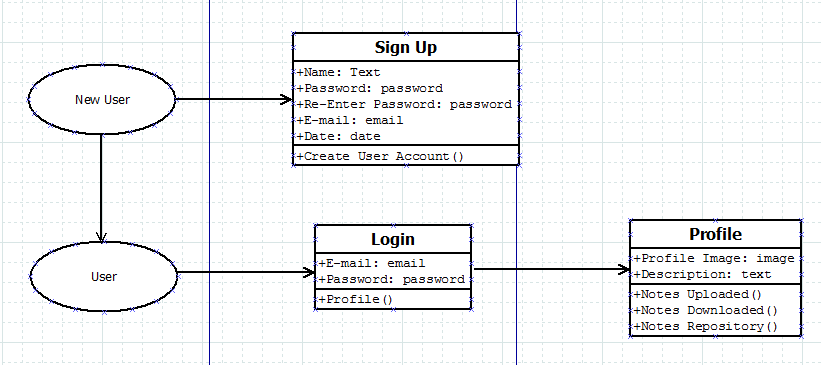 New User
Sign Up
+Name: Text
+Password: password
+Re-Enter Password: password
+E-mail: email
+Date: date
+Create User Account()
User
Login
+E-mail: email
+Password: password
+Profile()
Profile
+Profile Image: image
+Description: text
+Notes Uploaded()
+Notes Downloaded()
+Notes Repository()